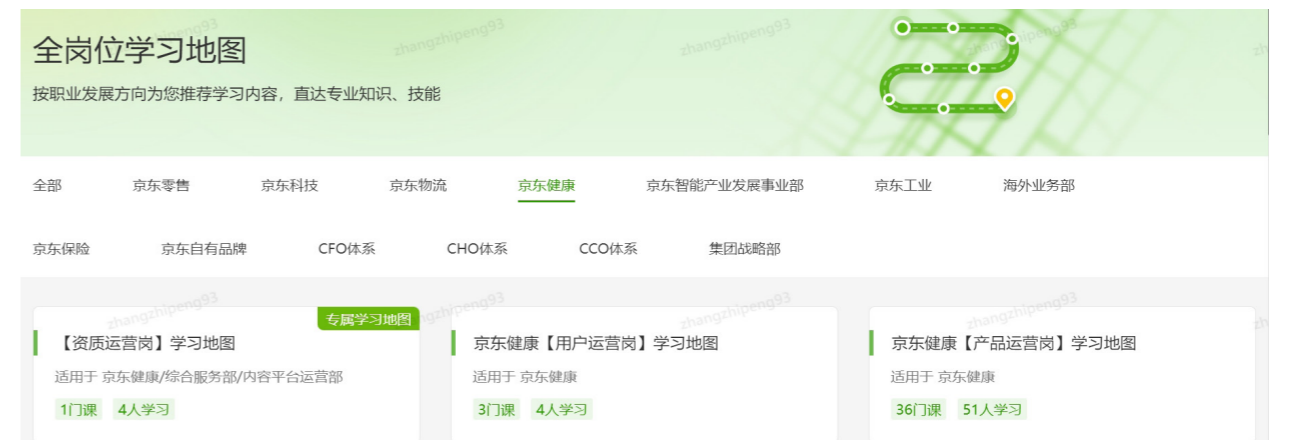 全岗位学习地图
按职业发展方向为您推荐学习内容，直达专业知识、技能
全部 京东零售 京东科技 京东物流 京东健康 京东智能产业发展事业部 京东工业 海外业务部
京东保险 京东自有品牌 CFO体系 CHO体系 CCO体系 集团战略部
专属学习地图
【资质运营岗】学习地图 京东健康【用户运营岗】学习地图 京东健康【产品运营岗】学习地图
适用于 京东健康/综合服务部/内容平台运营部 适用于 京东健康 适用于 京东健康
1门课 4人学习 3门课 4人学习 36门课 51人学习
zhangzhipeng93